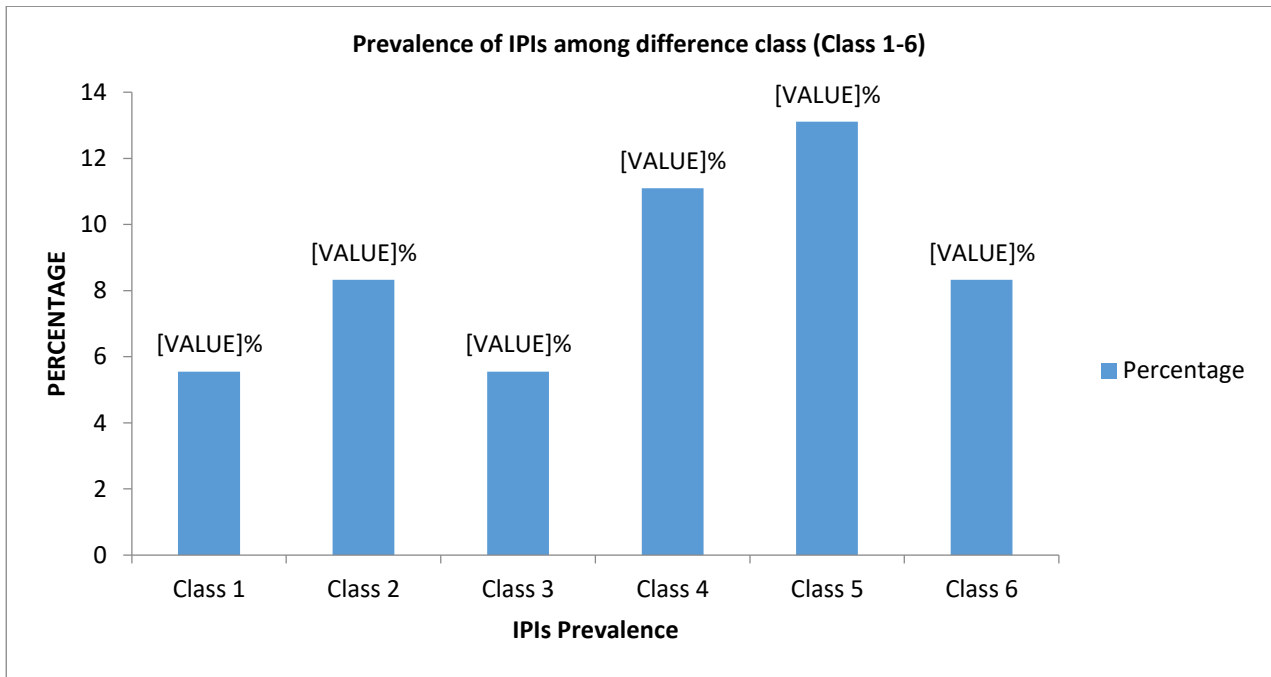 Prevalence of IPIs among difference class (Class 1-6)
14
12
10
8
6
4
2
0
PERCENTAGE
[VALUE]%
[VALUE]%
[VALUE]%
[VALUE]%
[VALUE]%
[VALUE]%
Class 1
Class 2
Class 3
Class 4
Class 5
Class 6
IPIs Prevalence
Percentage